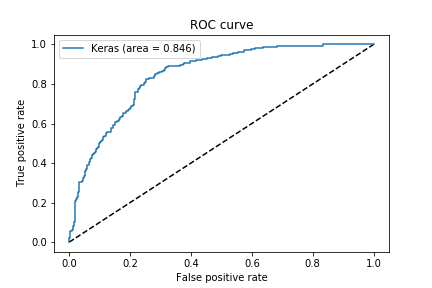 ROC curve
Keras (area = 0.846)
1.0
0.8
0.6
0.4
0.2
0.0
True positive rate
0.0 0.2 0.4 0.6 0.8 1.0
False positive rate